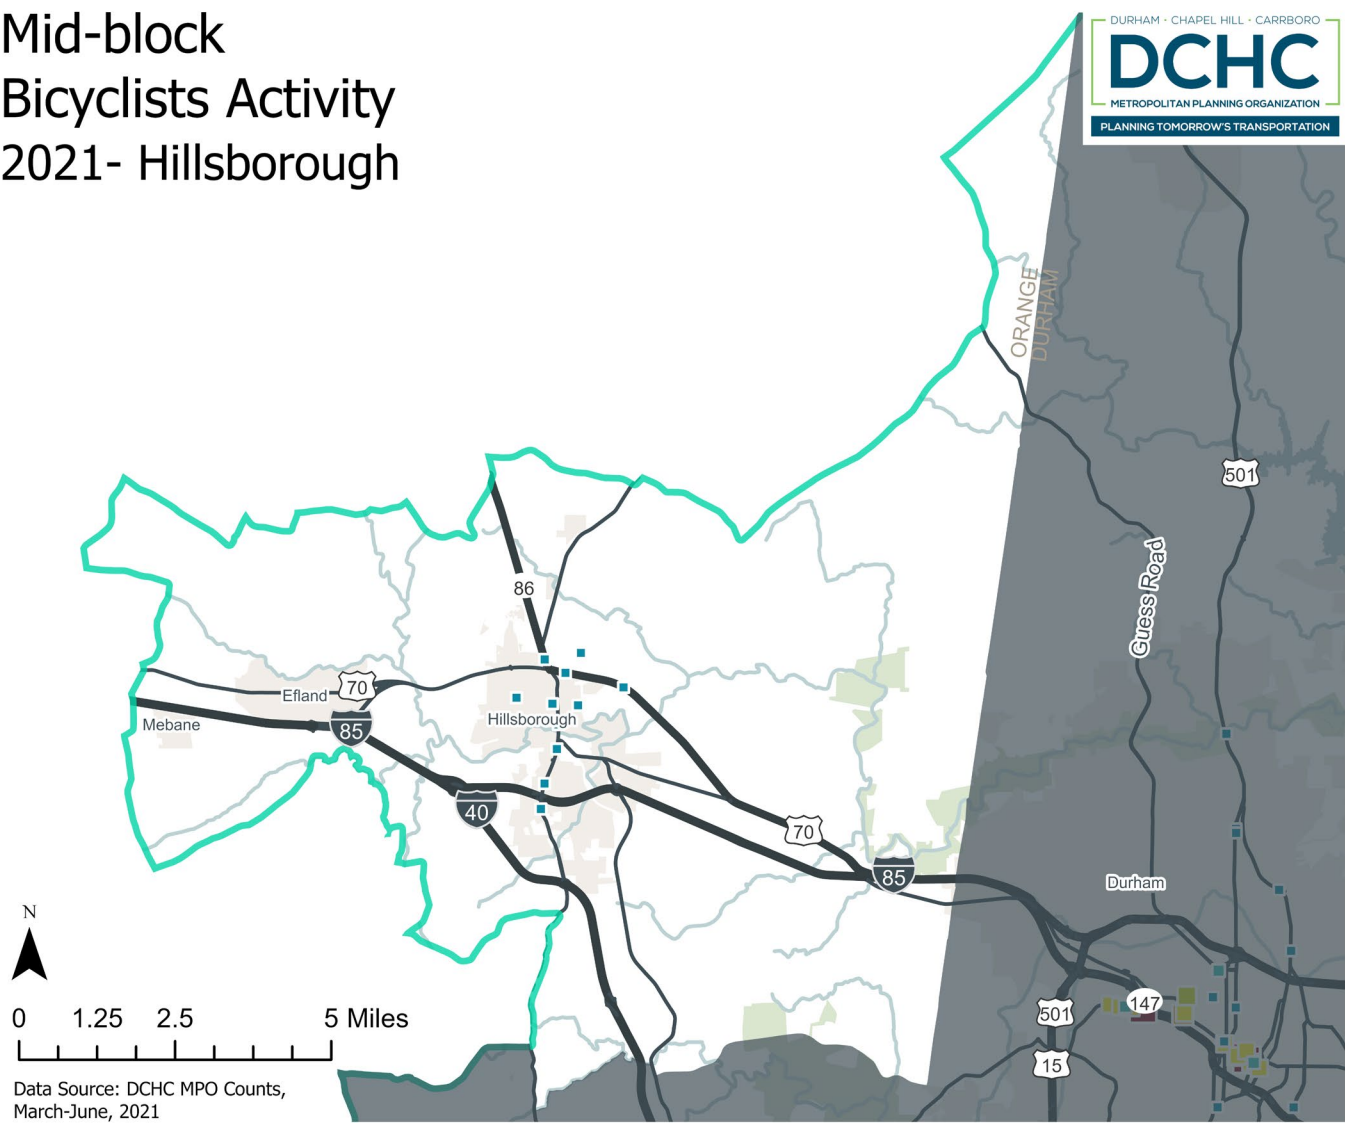 Mid-block
Bicyclists Activity
2021- Hillsborough
DURHAM · CHAPEL HILL · CARRBORO
DCHC
METROPOLITAN PLANNING ORGANIZATION
PLANNING TOMORROW'S TRANSPORTATION
ORANGE
DURHAM
501
Guess Road
86
Efland
70
Mebane
85
Hillsborough
40
70
85
Durham
147
501
15
N
0 1.25 2.5 5 Miles
Data Source: DCHC MPO Counts,
March-June, 2021